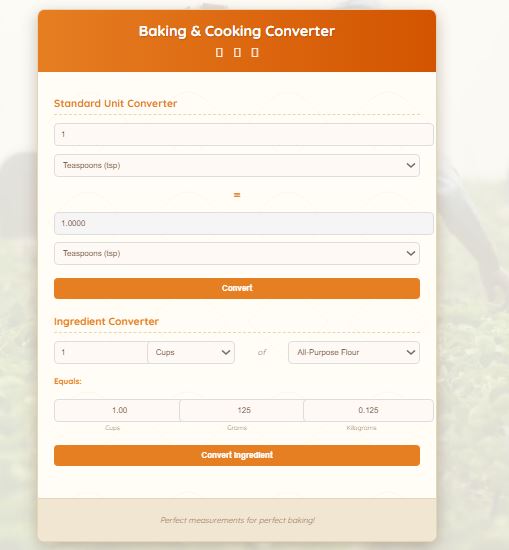 Baking & Cooking Converter
Standard Unit Converter
1
Teaspoons (tsp)
=
1.0000
Teaspoons (tsp)
Convert
Ingredient Converter
1 Cups of All-Purpose Flour
Equals:
1.00 125 0.125
Cups Grams Kilograms
Convert Ingredient
Perfect measurements for perfect baking!